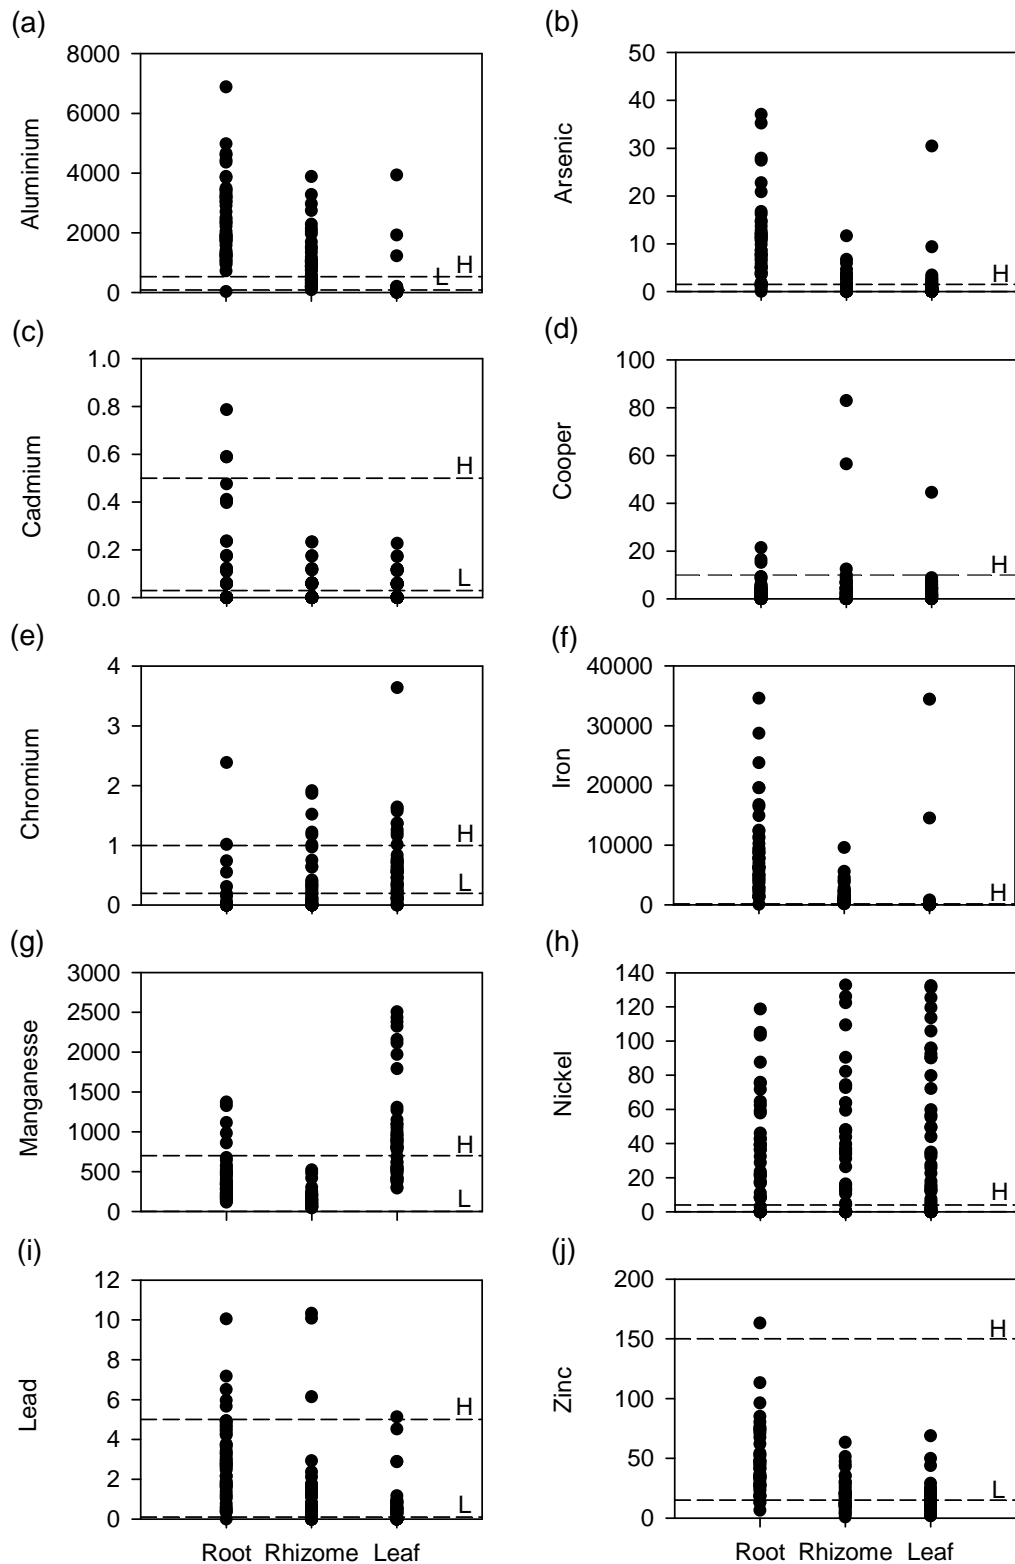 (a)
Aluminium
8000
6000
4000
2000
0
H
L
(b)
Arsenic
50
40
30
20
10
0
H
(c)
Cadmium
1.0
0.8
0.6
0.4
0.2
0.0
H
L
(d)
Cooper
100
80
60
40
20
0
H
(e)
Chromium
4
3
2
1
0
H
L
(f)
Iron
40000
30000
20000
10000
0
H
(g)
Manganesse
3000
2500
2000
1500
1000
500
0
H
L
(h)
Nickel
140
120
100
80
60
40
20
0
H
(i)
Lead
12
10
8
6
4
2
0
H
L
Root Rhizome Leaf
(j)
Zinc
200
150
100
50
0
H
L
Root Rhizome Leaf